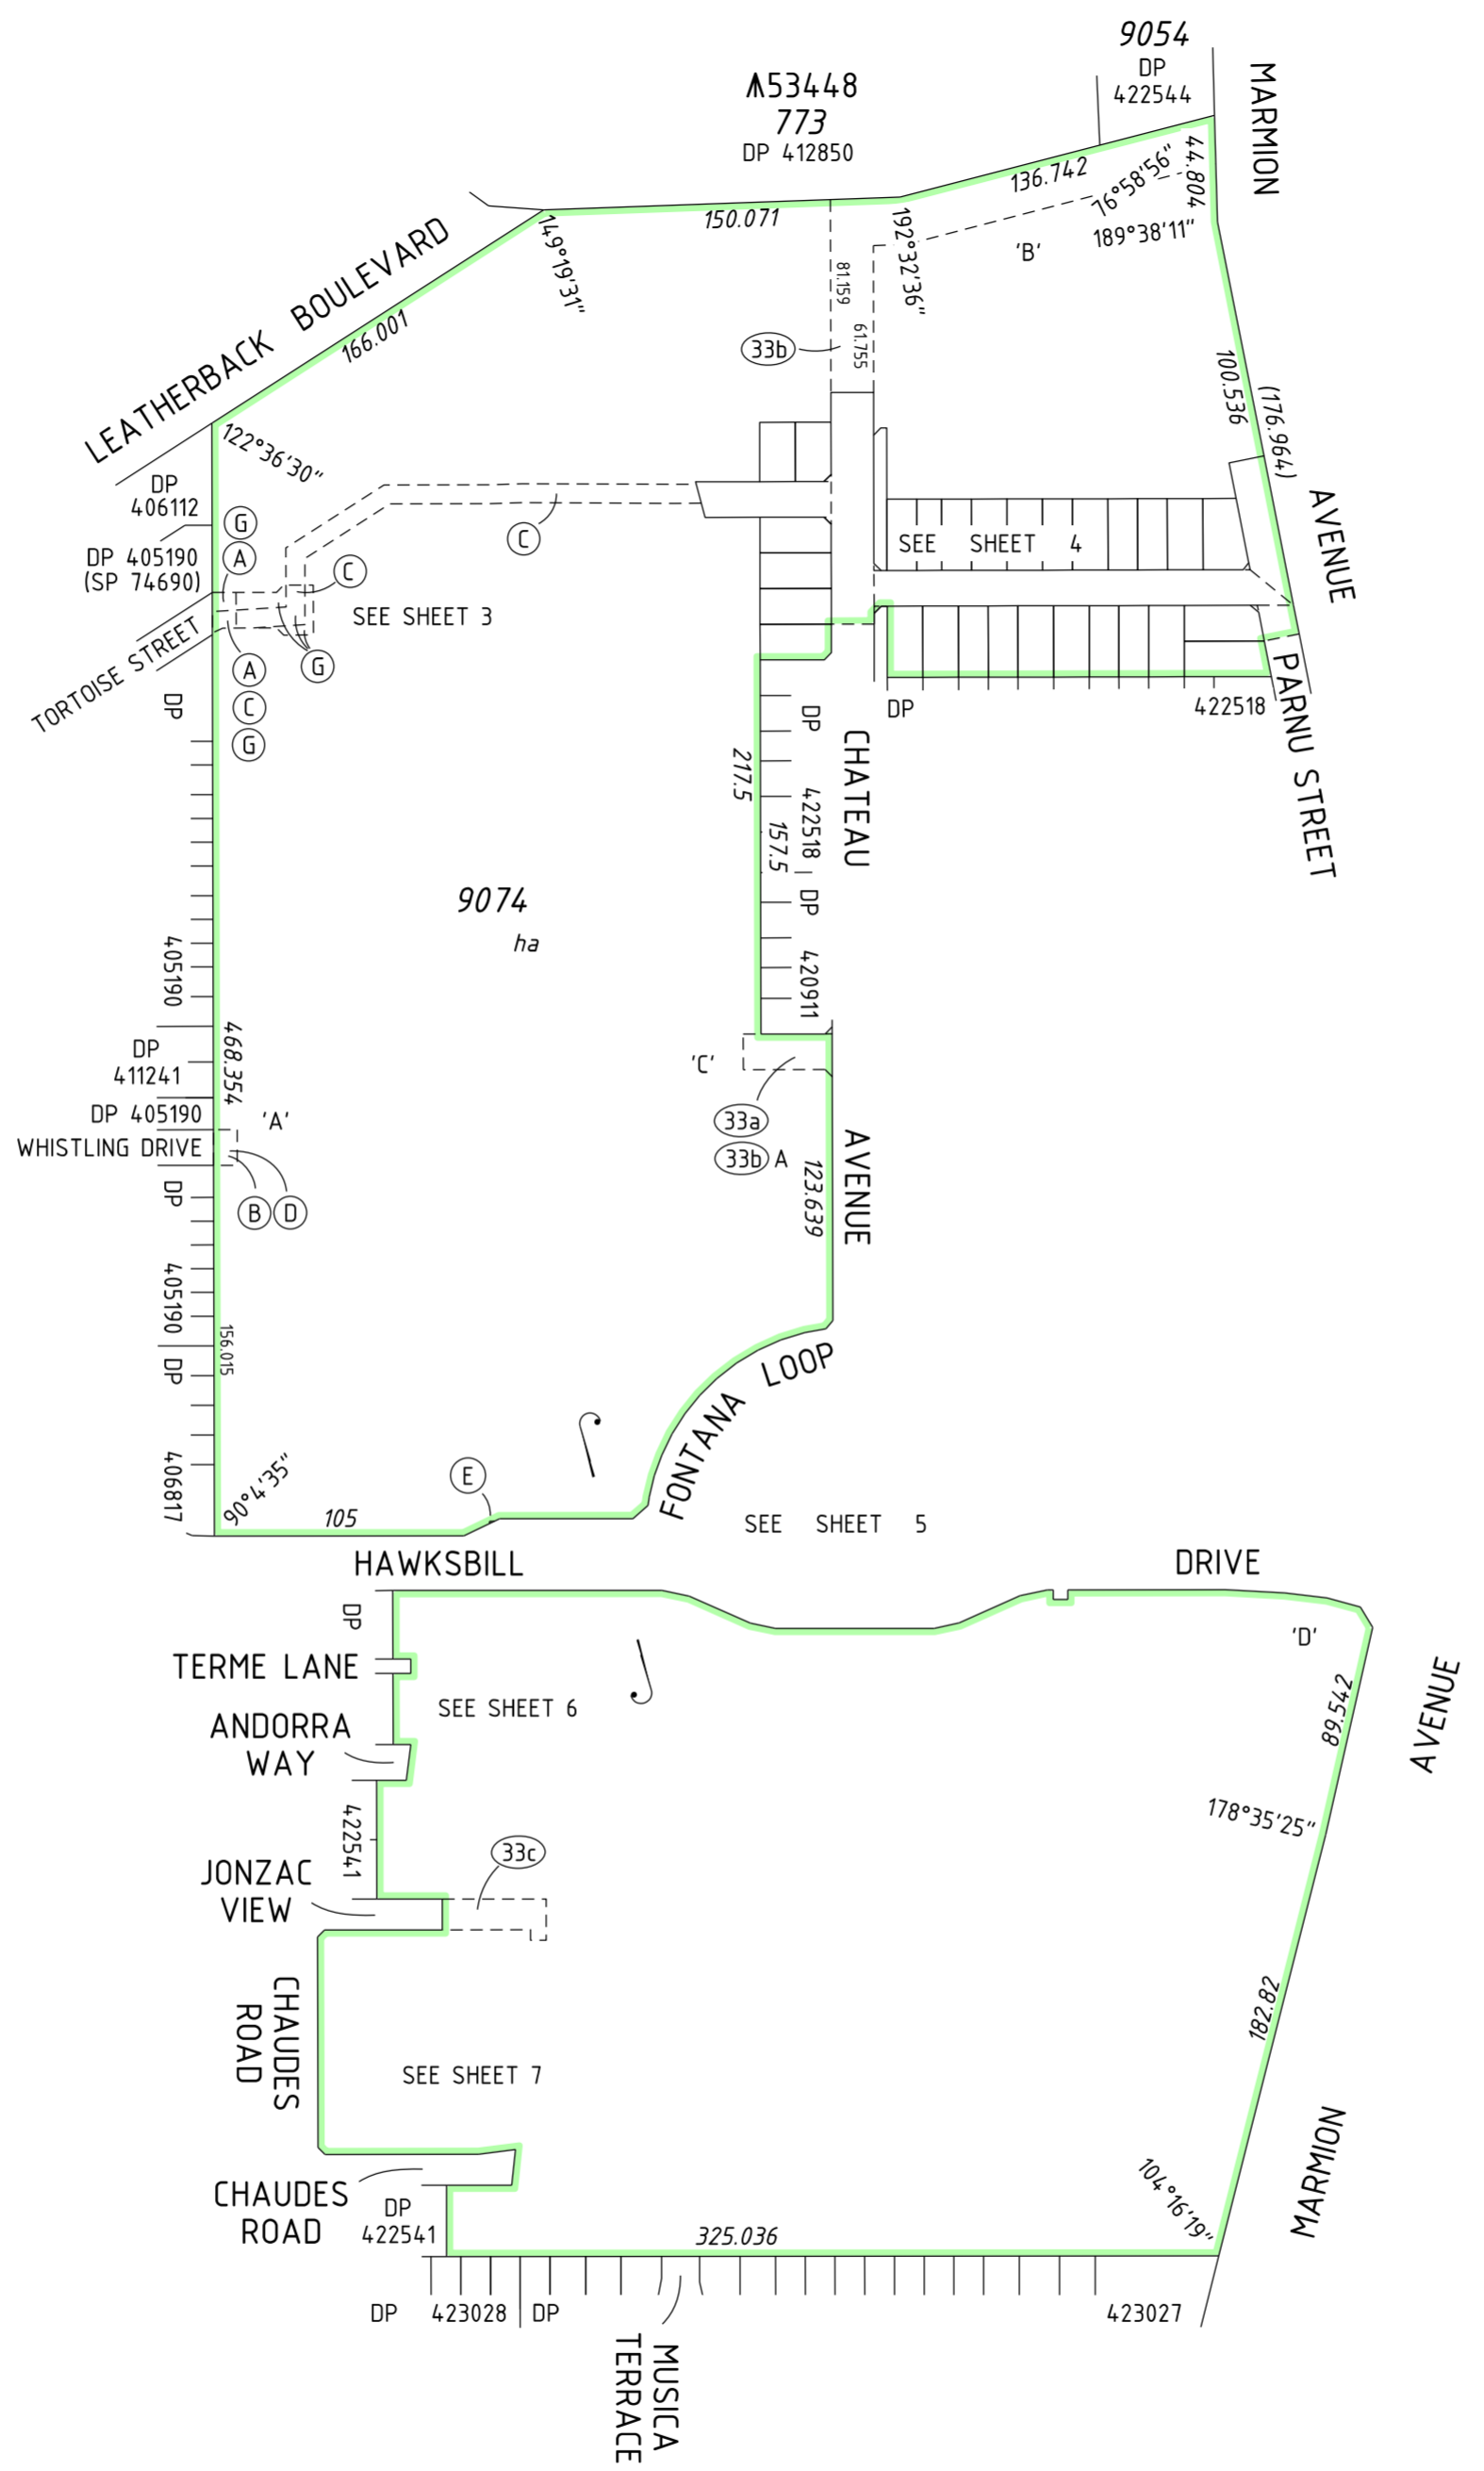 9054
DP
422544
MARMION
⩚53448
773
DP 412850
44.804
136.742
76°58'56"
189°38'11"
'B'
150.071
149°19'31"
192°32'36"
81.159
61.755
33b
LEATHERBACK BOULEVARD
166.001
122°36'30"
100.536
(176.964)
AVENUE
DP
406112
DP 405190
(SP 74690)
G
A
C
C
SEE SHEET 4
SEE SHEET 3
TORTOISE STREET
G
A
C
G
DP
DP
422518
PARNU STREET
DP
422518
CHATEAU
217.5
157.5
DP
420911
9074
ha
405190
468.354
DP
411241
DP 405190
'A'
WHISTLING DRIVE
B
D
'C'
33a
33b A
123.639
AVENUE
DP
405190
156.015
DP
406817
90°4'35"
105
E
FONTANA LOOP
SEE SHEET 5
HAWKSBILL
DRIVE
DP
TERME LANE
'D'
SEE SHEET 6
ANDORRA
WAY
89.542
AVENUE
178°35'25"
422541
JONZAC
VIEW
33c
CHAUDES
ROAD
182.82
SEE SHEET 7
MARMION
104°16'19"
CHAUDES
ROAD
DP
422541
325.036
DP 423028
DP
423027
MUSICA
TERRACE